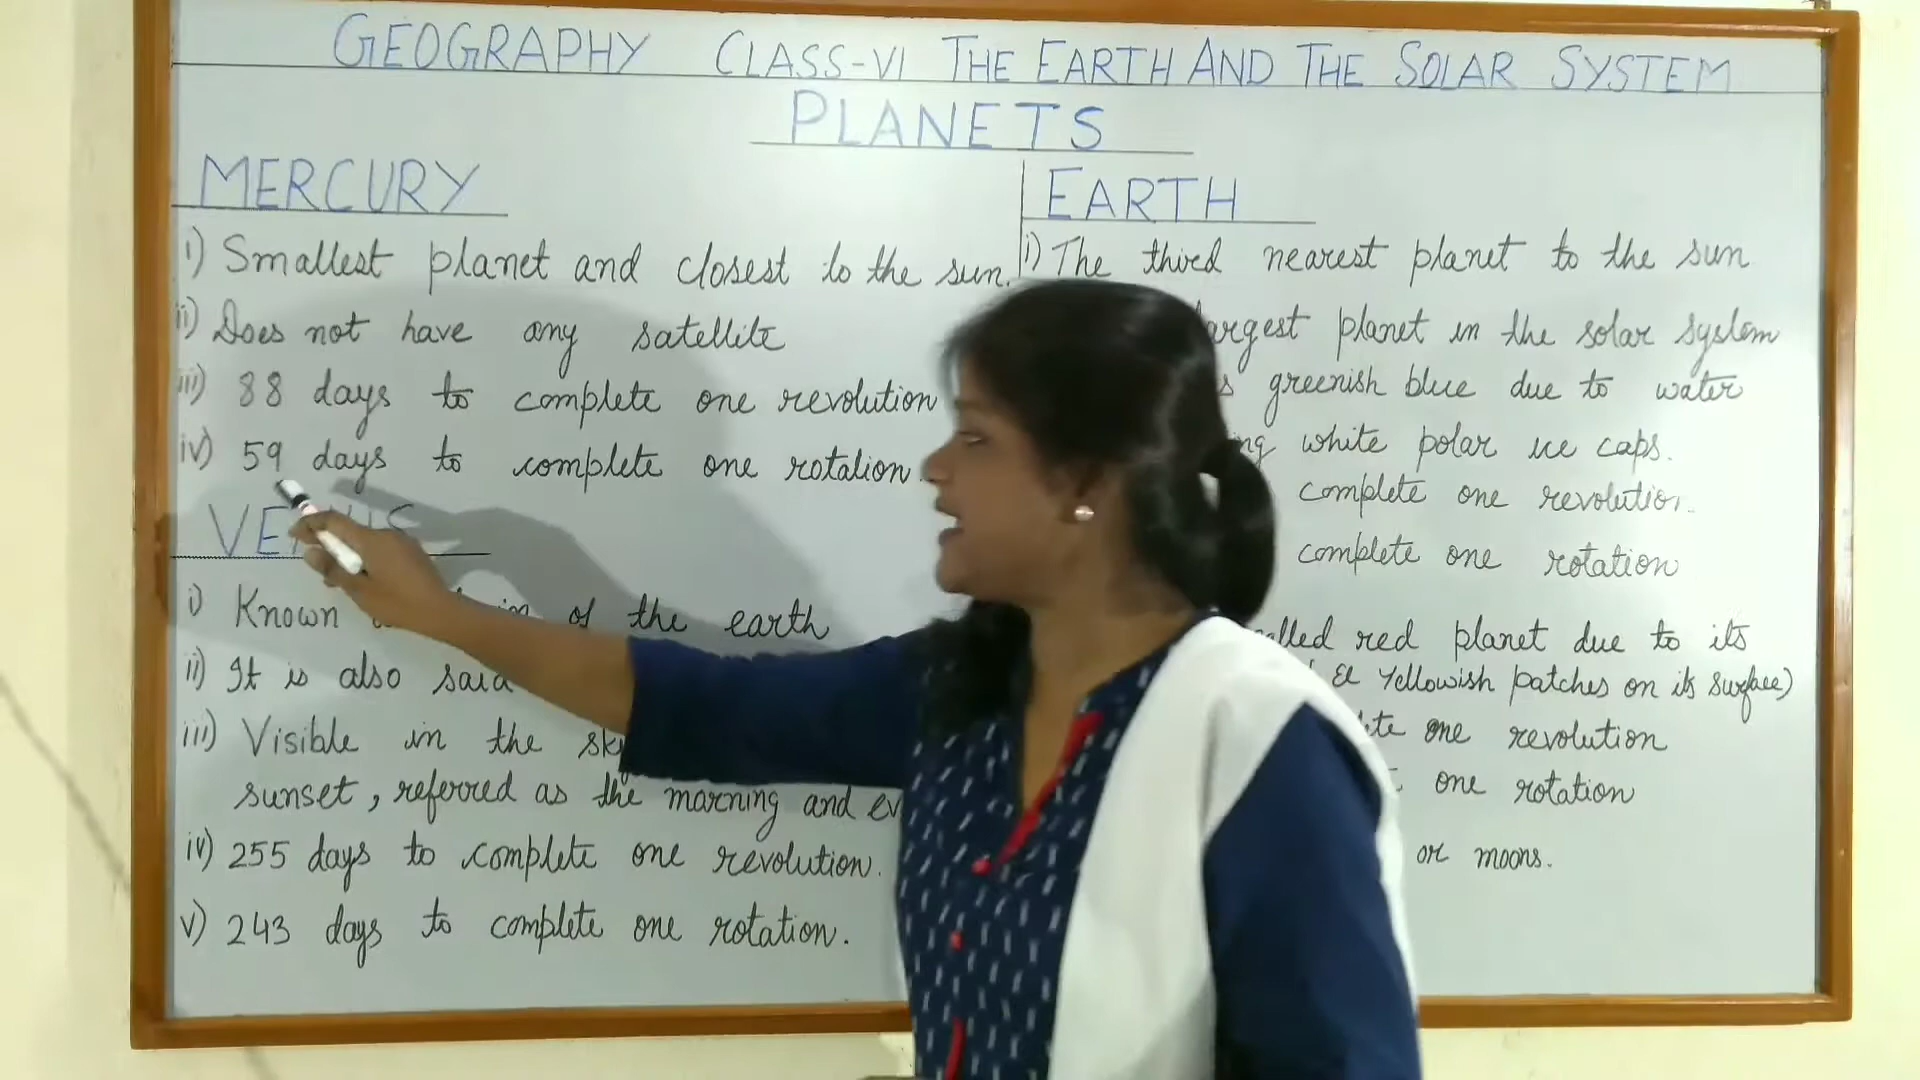 GEOGRAPHY CLASS-VI THE EARTH AND THE SOLAR SYSTEM
PLANETS
MERCURY
i) Smallest planet and closest to the sun.
ii) Does not have any satellite
iii) 88 days to complete one revolution
iv) 59 days to complete one rotation
i) Known of the earth
ii) It is also said
iii) Visible in the sky
sunset, referred as the morning and
iv) 255 days to complete one revolution.
v) 243 days to complete one rotation.
EARTH
i) The third nearest planet to the sun
largest planet in the solar system
greenish blue due to water
white polar ice caps.
complete one revolution.
complete one rotation
red planet due to its
& Yellowish patches on its surface)
one revolution
one rotation
or moons.